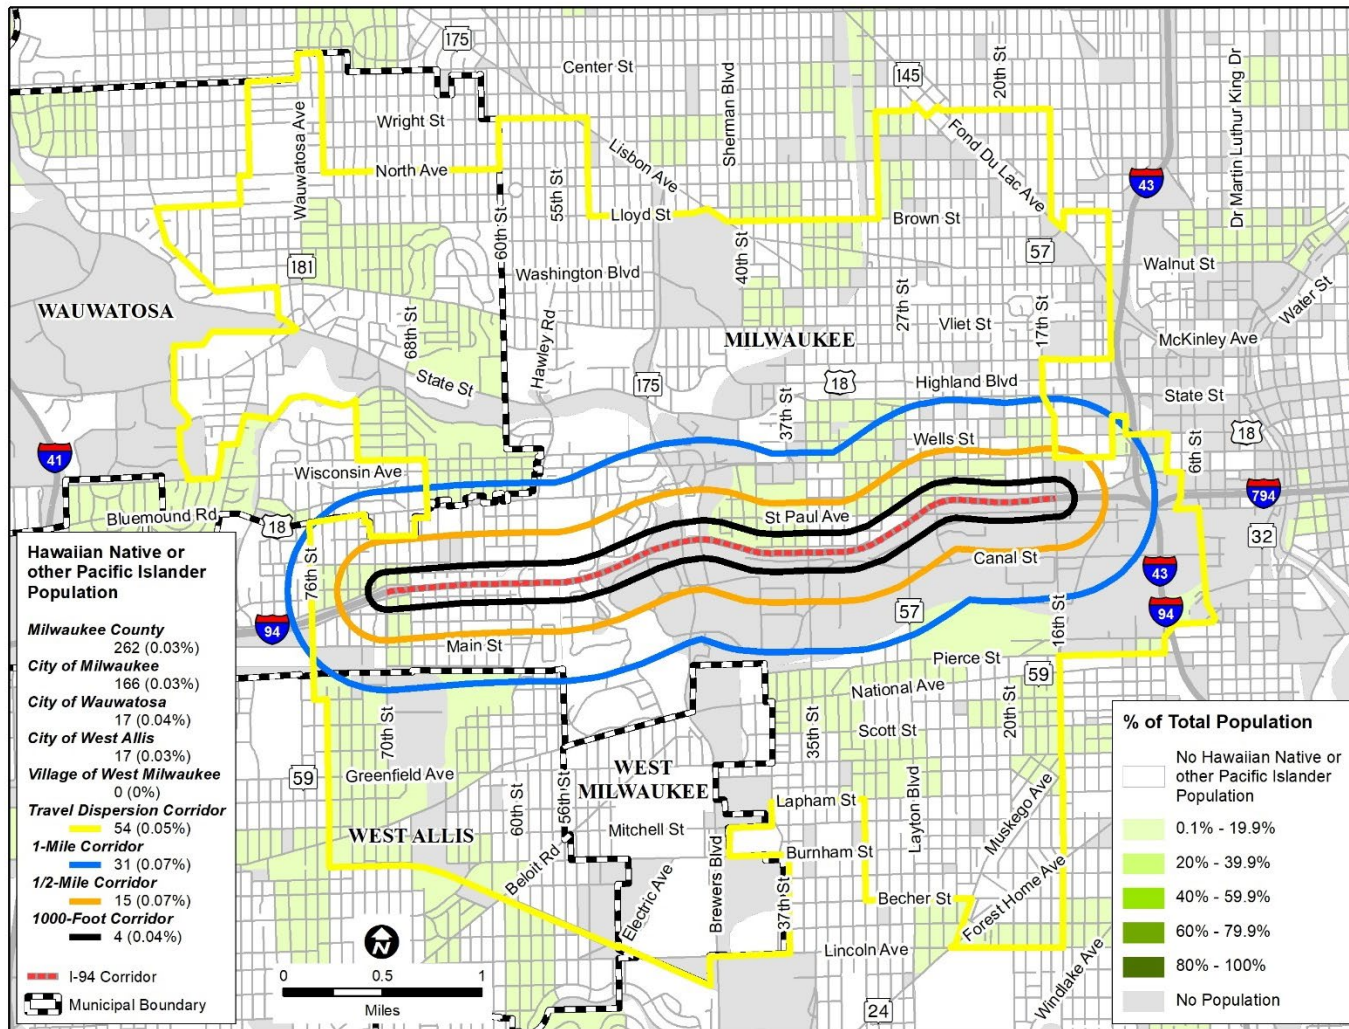 175
Center St
Sherman Blvd
145
20th St
Dr Martin Luthur King Dr
Wauwatosa Ave
Wright St
Fond Du Lac Ave
North Ave
Lisbon Ave
43
55th St
60th St
Lloyd St
Brown St
40th St
57
Walnut St
181
Washington Blvd
27th St
17th St
Water St
WAUWATOSA
68th St
Hawley Rd
MILWAUKEE
Vliet St
McKinley Ave
State St
175
18
Highland Blvd
State St
37th St
18
41
Wisconsin Ave
Wells St
6th St
794
Bluemound Rd
18
St Paul Ave
32
76th St
Canal St
43
94
94
57
16th St
Main St
Pierce St
59
National Ave
70th St
35th St
Scott St
20th St
59
Greenfield Ave
WEST
MILWAUKEE
60th St
56th St
Lapham St
Layton Blvd
Muskego Ave
WEST ALLIS
Mitchell St
Beloit Rd
Burnham St
Brewers Blvd
Electric Ave
37th St
Becher St
Forest Home Ave
Lincoln Ave
Windlake Ave
24
Hawaiian Native or
other Pacific Islander
Population
Milwaukee County
262 (0.03%)
City of Milwaukee
166 (0.03%)
City of Wauwatosa
17 (0.04%)
City of West Allis
17 (0.03%)
Village of West Milwaukee
0 (0%)
Travel Dispersion Corridor
54 (0.05%)
1-Mile Corridor
31 (0.07%)
1/2-Mile Corridor
15 (0.07%)
1000-Foot Corridor
4 (0.04%)
I-94 Corridor
Municipal Boundary
N
0 0.5 1
Miles
% of Total Population
No Hawaiian Native or
other Pacific Islander
Population
0.1% - 19.9%
20% - 39.9%
40% - 59.9%
60% - 79.9%
80% - 100%
No Population